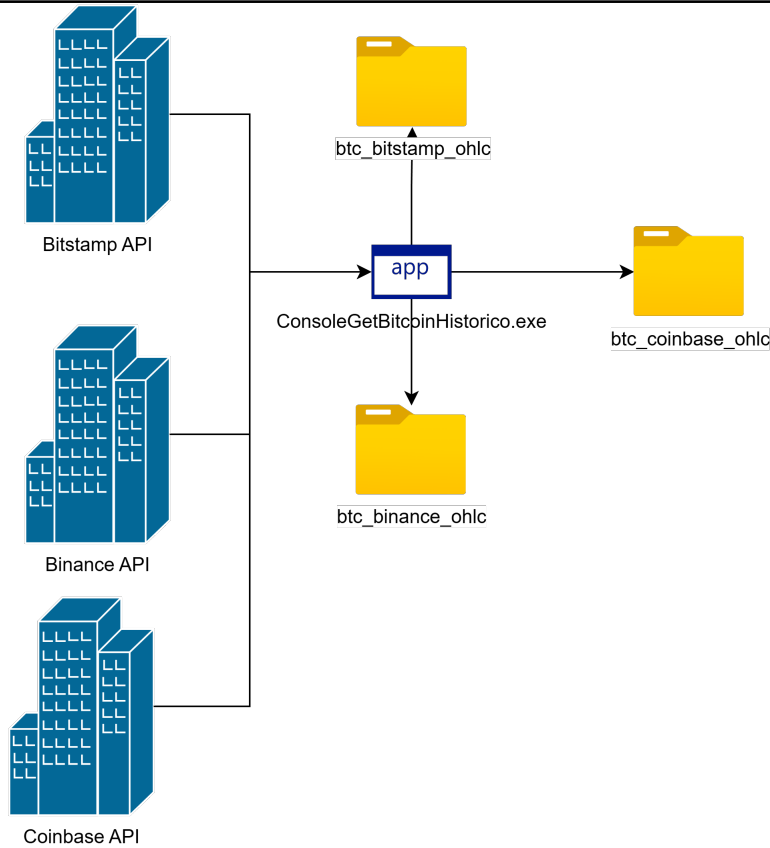 Bitstamp API
btc_bitstamp_ohlc
app
ConsoleGetBitcoinHistorico.exe
btc_coinbase_ohlc
btc_binance_ohlc
Binance API
Coinbase API